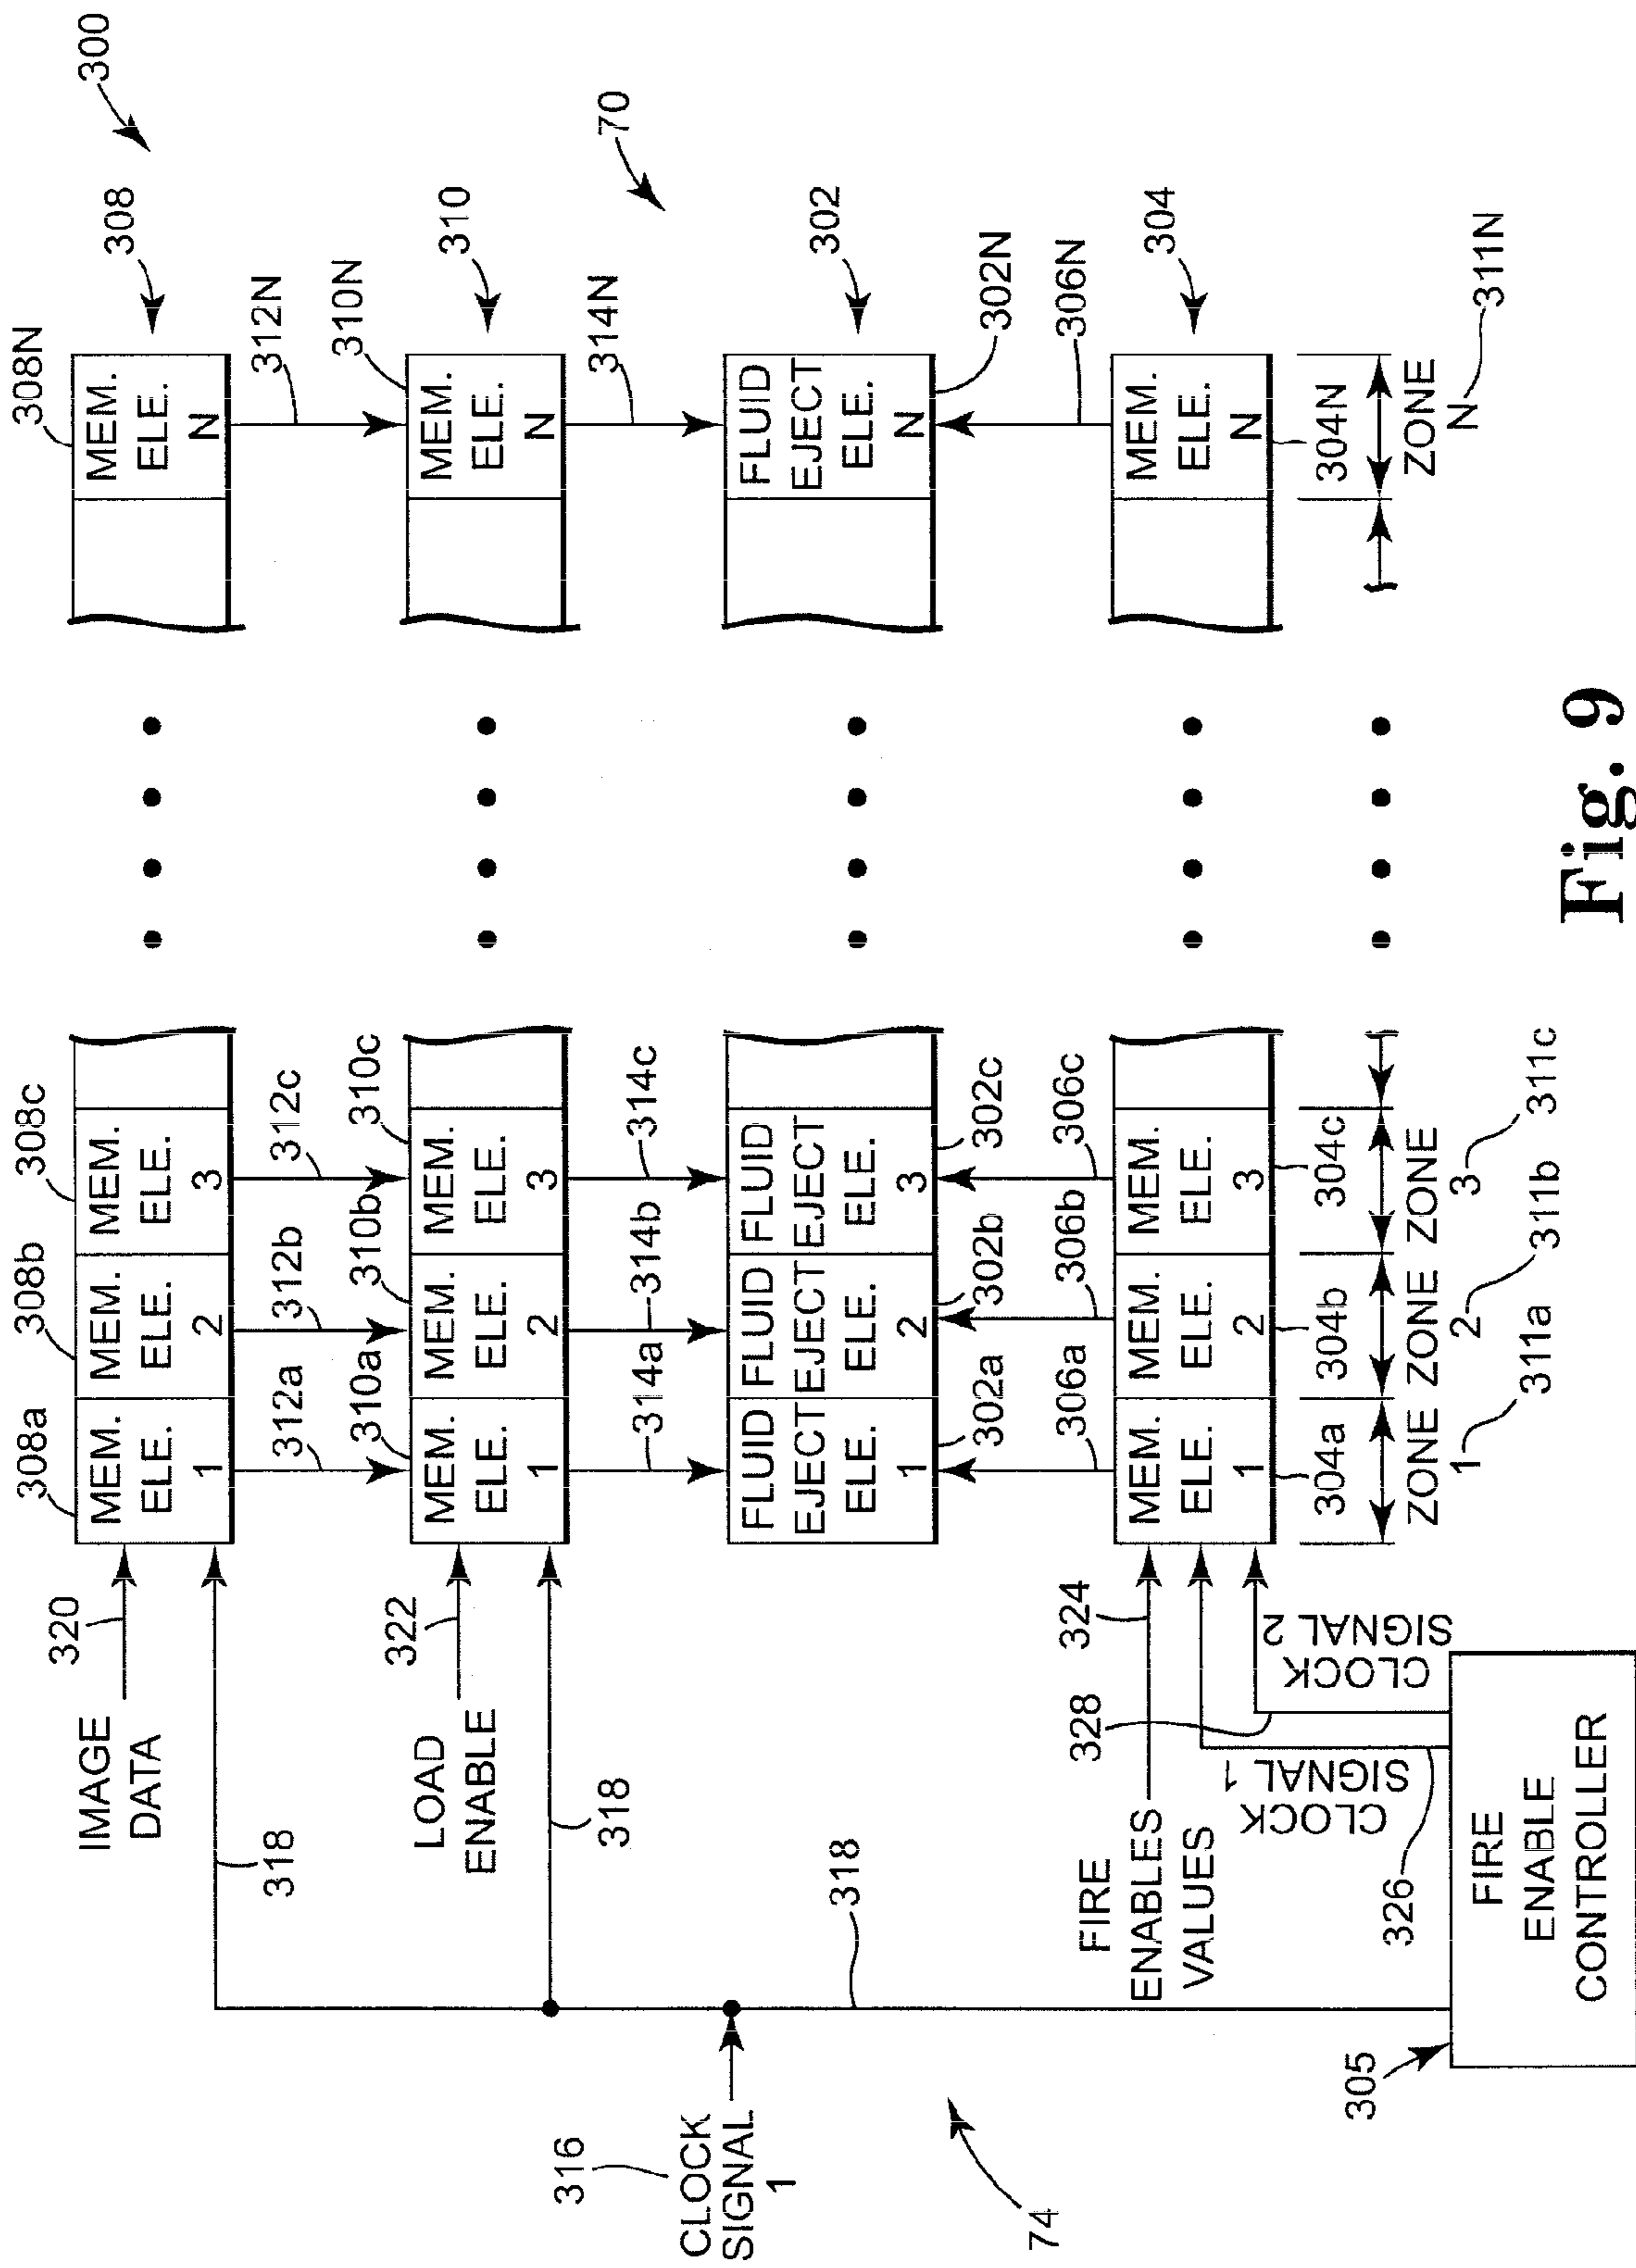 300
308
308N
MEM.
ELE.
N
312N
310N
310
MEM.
ELE.
N
314N
70
302
FLUID
EJECT
ELE.
N
302N
306N
304
MEM.
ELE.
N
304N
ZONE
N
311N
308a
308b
308c
MEM.
ELE.
1
MEM.
ELE.
2
MEM.
ELE.
3
IMAGE
DATA
320
318
312a
312b
312c
310a
310b
310c
MEM.
ELE.
1
MEM.
ELE.
2
MEM.
ELE.
3
LOAD
ENABLE
322
318
314a
314b
314c
FLUID
EJECT
ELE.
1
FLUID
EJECT
ELE.
2
FLUID
EJECT
ELE.
3
302a
302b
302c
316
CLOCK
SIGNAL
1
318
306a
306b
306c
FIRE
ENABLES
VALUES
324
MEM.
ELE.
1
MEM.
ELE.
2
MEM.
ELE.
3
304a
304b
304c
328
CLOCK
SIGNAL 1
326
CLOCK
SIGNAL 2
ZONE
1
311a
ZONE
2
311b
ZONE
3
311c
74
305
FIRE
ENABLE
CONTROLLER
Fig. 9